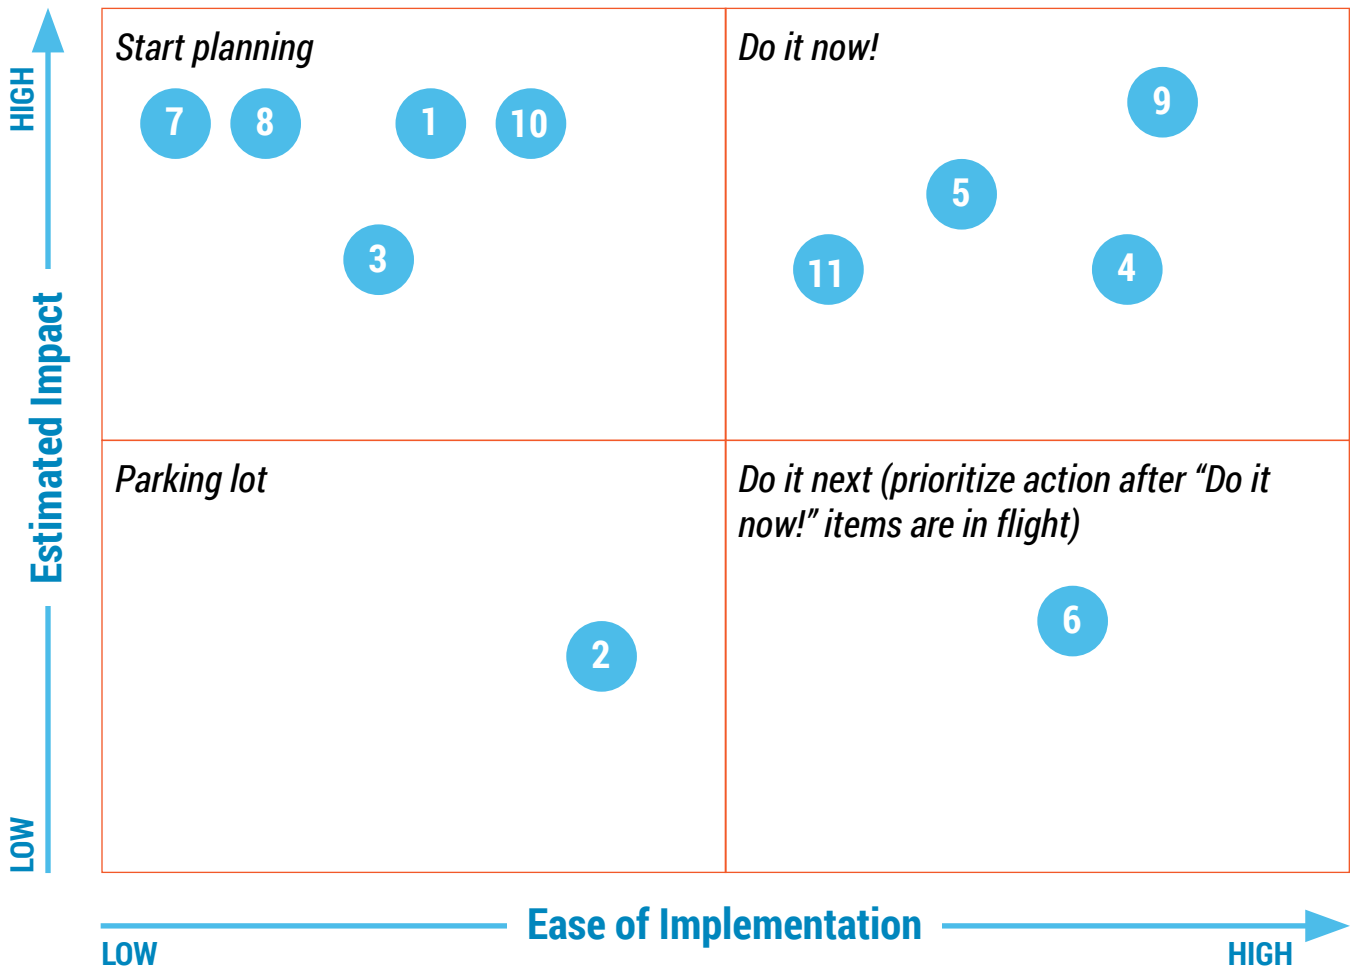 HIGH
Estimated Impact
LOW
Start planning
7
8
1
10
3
Do it now!
9
5
11
4
Parking lot
2
Do it next (prioritize action after “Do it
now!” items are in flight)
6
Ease of Implementation
LOW
HIGH